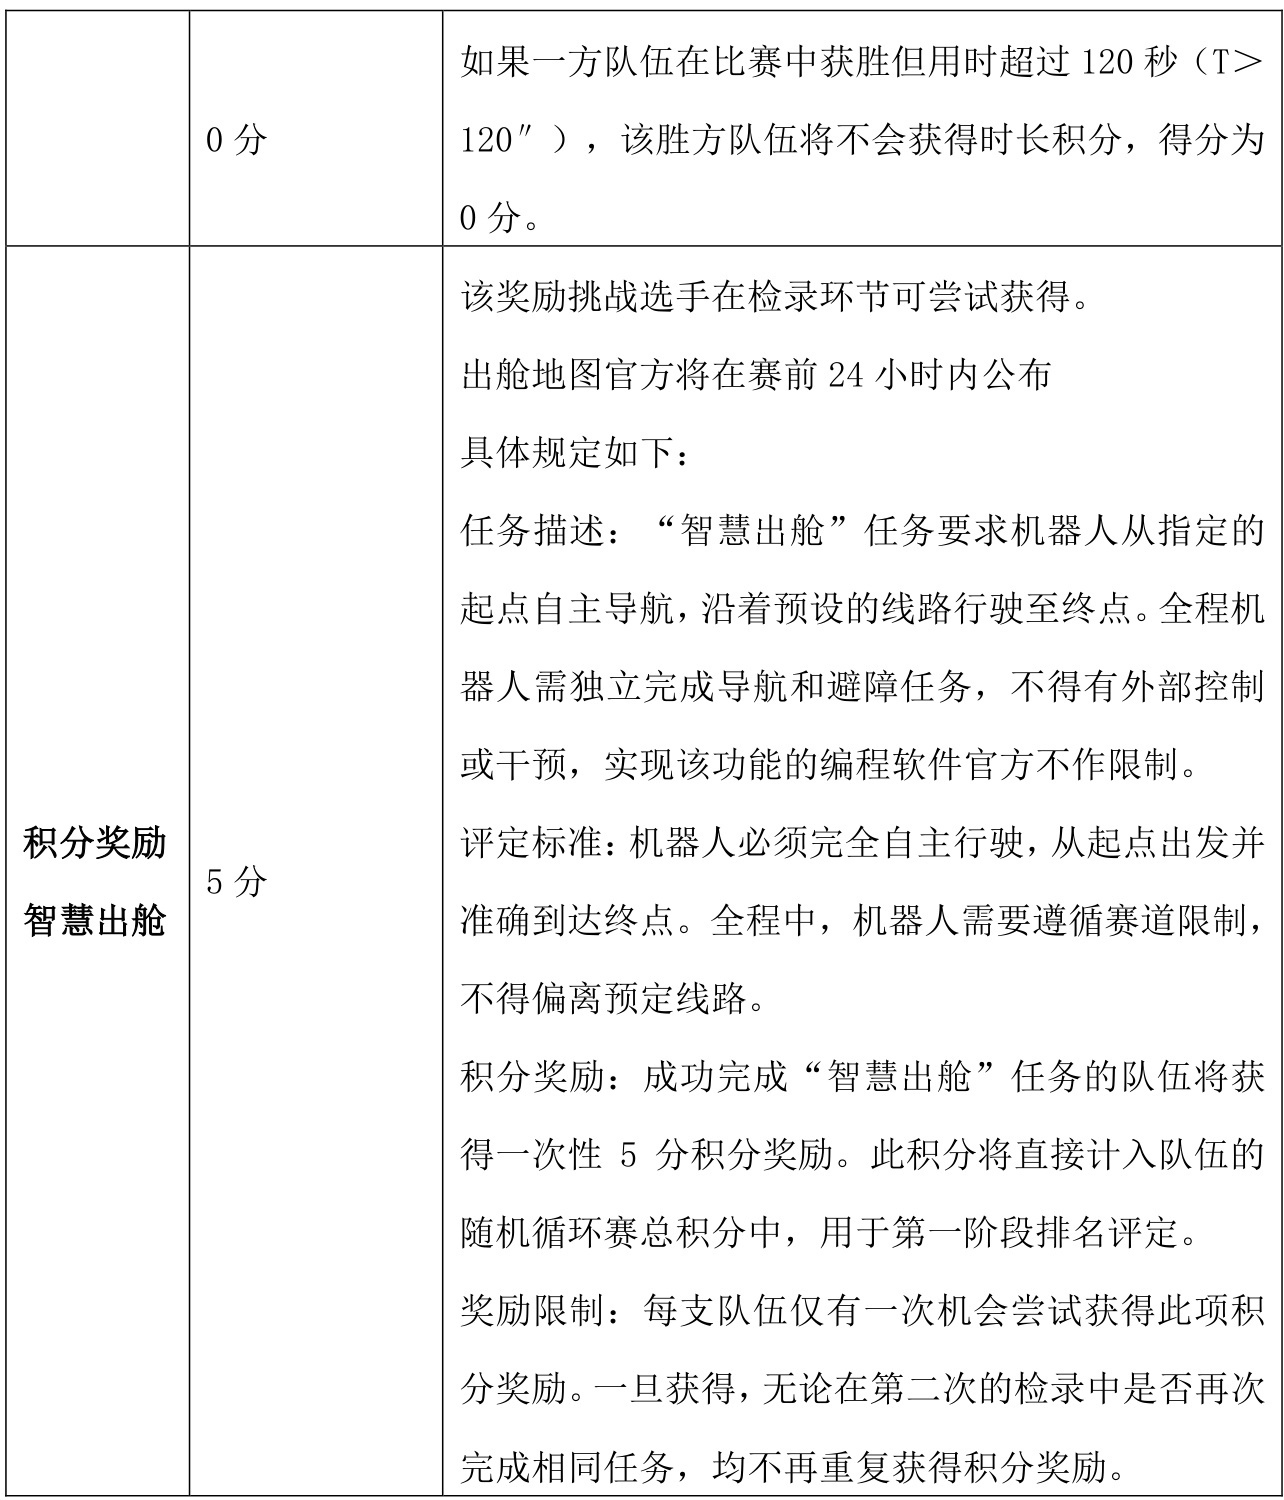 0 分
如果一方队伍在比赛中获胜但用时超过 120 秒（T＞
120″），该胜方队伍将不会获得时长积分，得分为
0 分。
积分奖励
智慧出舱
5 分
该奖励挑战选手在检录环节可尝试获得。
出舱地图官方将在赛前 24 小时内公布
具体规定如下：
任务描述：“智慧出舱”任务要求机器人从指定的
起点自主导航，沿着预设的线路行驶至终点。全程机
器人需独立完成导航和避障任务，不得有外部控制
或干预，实现该功能的编程软件官方不作限制。
评定标准：机器人必须完全自主行驶，从起点出发并
准确到达终点。全程中，机器人需要遵循赛道限制，
不得偏离预定线路。
积分奖励：成功完成“智慧出舱”任务的队伍将获
得一次性 5 分积分奖励。此积分将直接计入队伍的
随机循环赛总积分中，用于第一阶段排名评定。
奖励限制：每支队伍仅有一次机会尝试获得此项积
分奖励。一旦获得，无论在第二次的检录中是否再次
完成相同任务，均不再重复获得积分奖励。